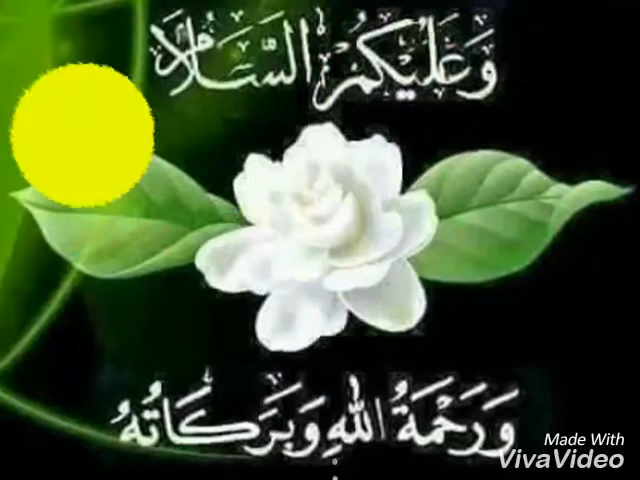 وَعَلَيْكُمُ السَّلَامُ
وَرَحْمَةُ اللهِ وَبَرَكَاتُهُ
Made With
VivaVideo